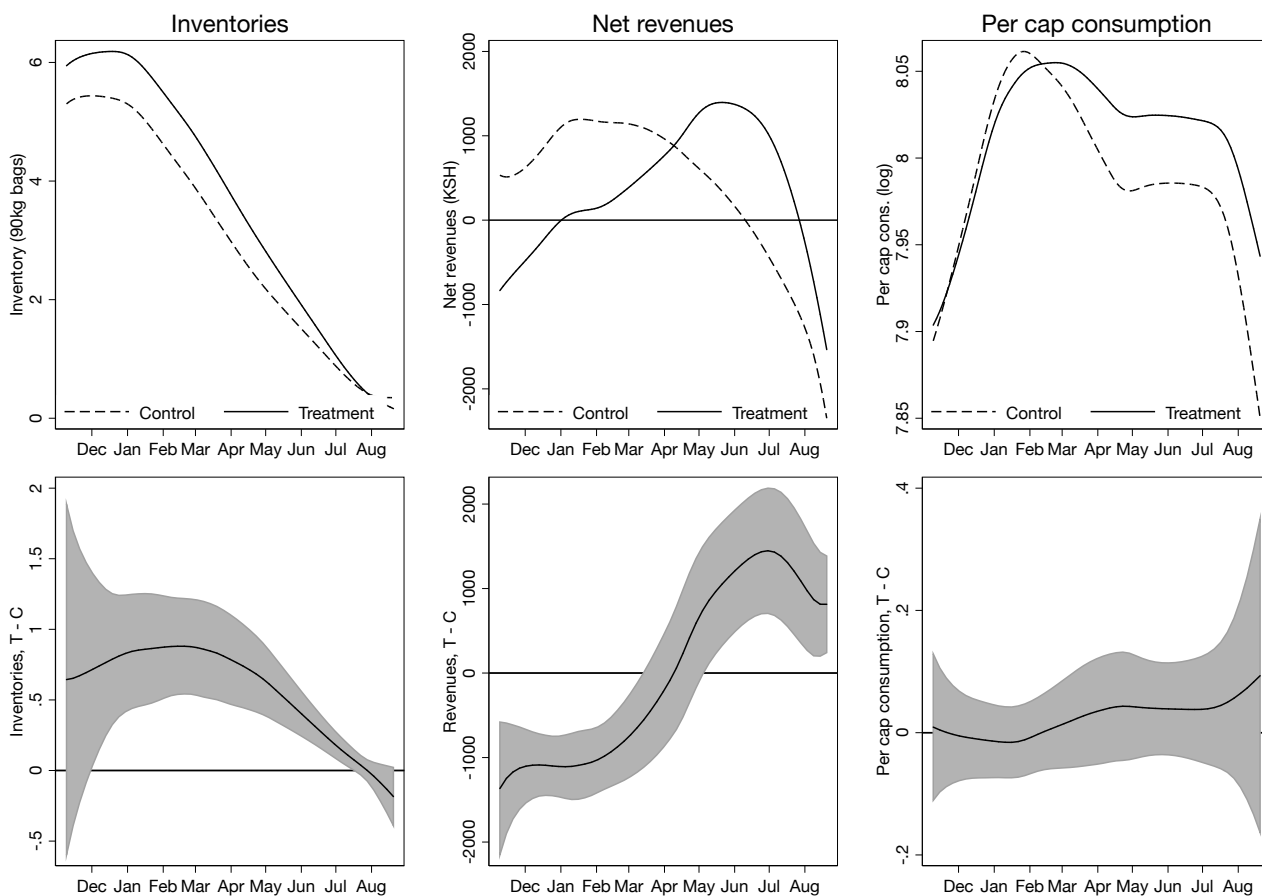 Inventories
Inventory (90kg bags)
6
4
2
0
Control
Treatment
Dec Jan Feb Mar Apr May Jun Jul Aug
Net revenues
Net revenues (KSH)
2000
1000
0
-1000
-2000
Control
Treatment
Dec Jan Feb Mar Apr May Jun Jul Aug
Per cap consumption
Per cap cons. (log)
8.05
8
7.95
7.9
7.85
Control
Treatment
Dec Jan Feb Mar Apr May Jun Jul Aug
Inventories, T - C
2
1.5
1
.5
0
-.5
Dec Jan Feb Mar Apr May Jun Jul Aug
Revenues, T - C
2000
1000
0
-1000
-2000
Dec Jan Feb Mar Apr May Jun Jul Aug
Per cap consumption, T - C
.4
.2
0
-.2
Dec Jan Feb Mar Apr May Jun Jul Aug